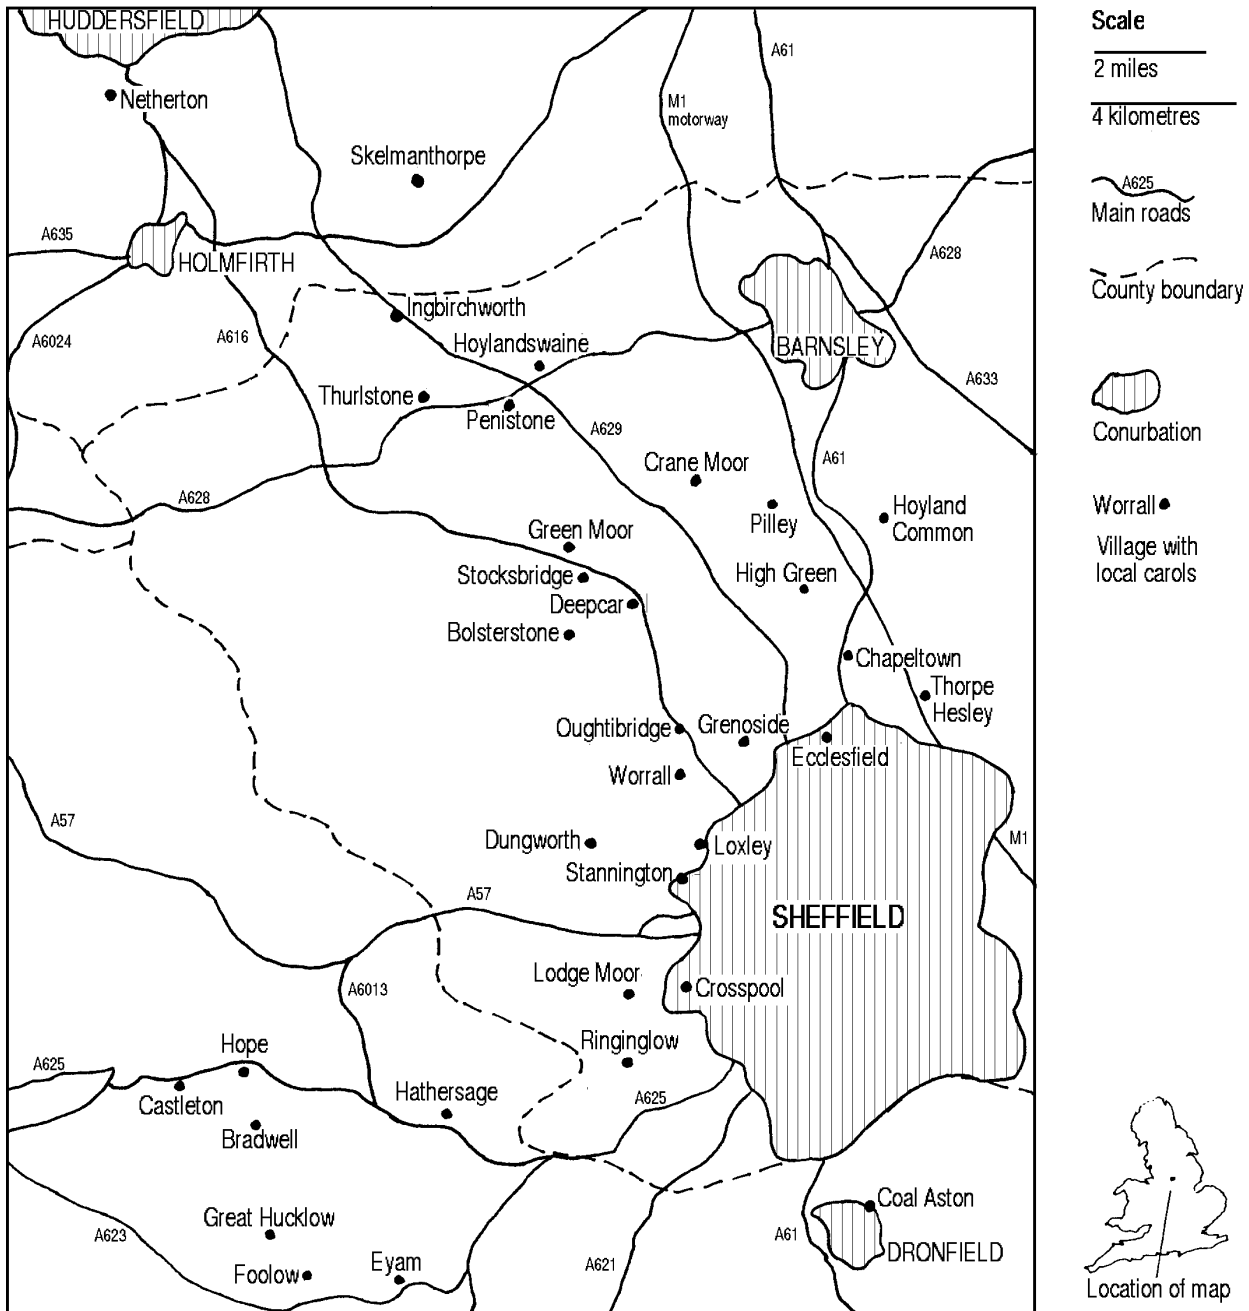 HUDDERSFIELD
Netherton
A61
M1
motorway
Skelmanthorpe
A635
HOLMFIRTH
A628
Ingbirchworth
A6024
A616
Hoylandswaine
BARNSLEY
Thurlstone
Penistone
A633
A629
Crane Moor
A61
A628
Pilley
Hoyland
Common
Green Moor
Stocksbridge
High Green
Deepcar
Bolsterstone
Chapeltown
Thorpe
Hesley
Oughtibridge
Grenoside
Ecclesfield
Worrall
A57
Dungworth
Loxley
M1
Stannington
A57
SHEFFIELD
Lodge Moor
Crosspool
A6013
Hope
Ringinglow
A625
Castleton
Hathersage
A625
Bradwell
Coal Aston
Great Hucklow
A623
A61
DRONFIELD
Foolow
Eyam
A621
Scale
2 miles
4 kilometres
A625
Main roads
County boundary
Conurbation
Worrall
Village with
local carols
Location of map